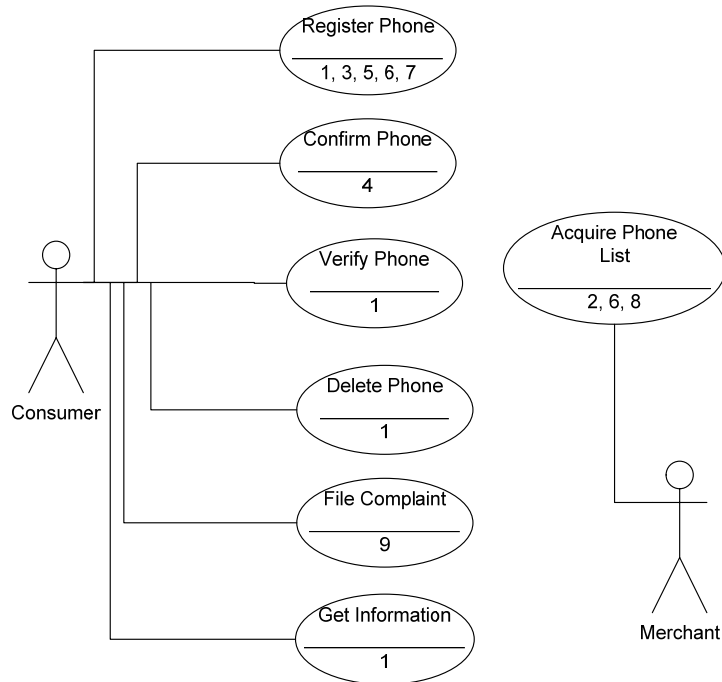 Register Phone
1, 3, 5, 6, 7
Confirm Phone
4
Verify Phone
1
Delete Phone
1
File Complaint
9
Get Information
1
Consumer
Acquire Phone
List
2, 6, 8
Merchant